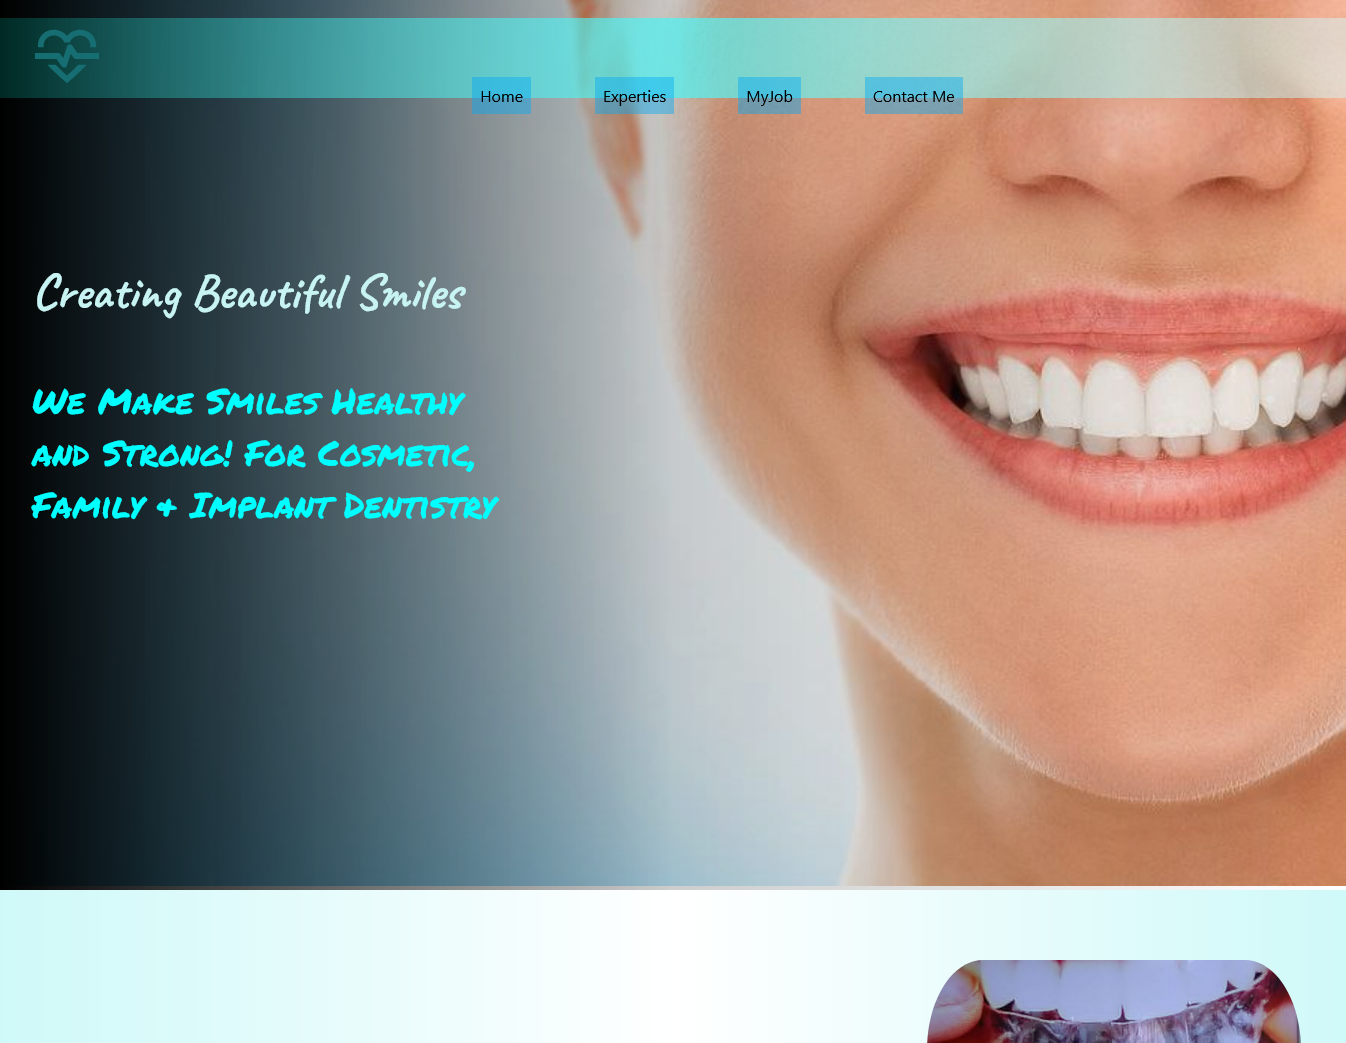 Home
Experties
MyJob
Contact Me
Creating Beautiful Smiles
We Make Smiles Healthy
and Strong! For Cosmetic,
Family & Implant Dentistry